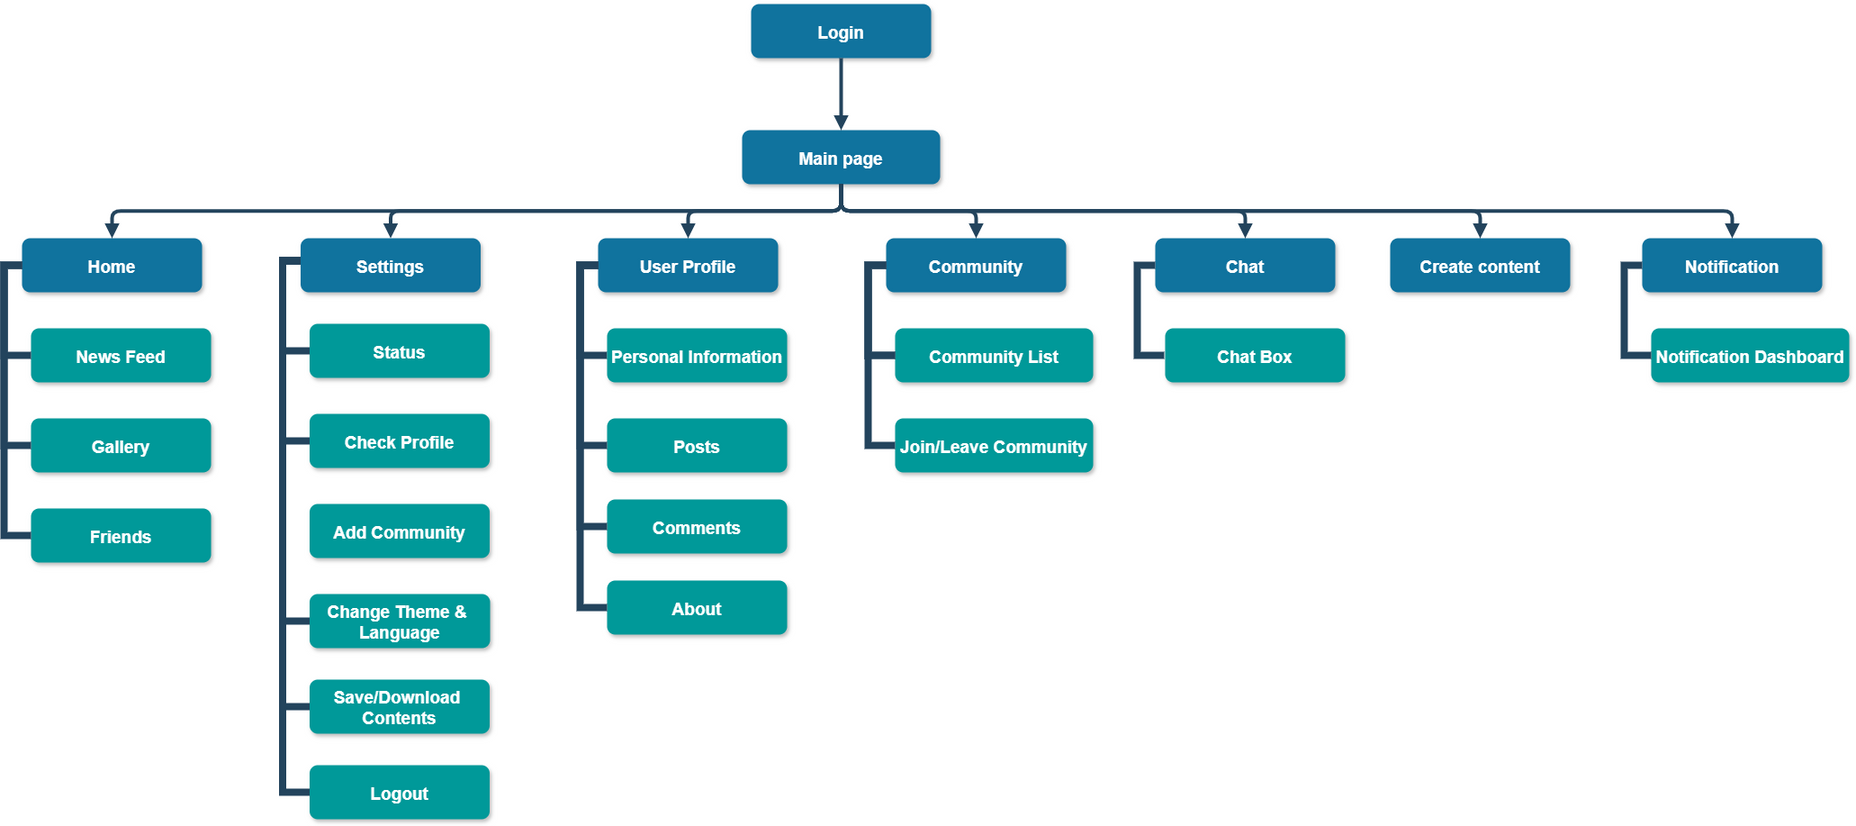 Login
Main page
Home
Settings
User Profile
Community
Chat
Create content
Notification
News Feed
Gallery
Friends
Status
Check Profile
Add Community
Change Theme &
Language
Save/Download
Contents
Logout
Personal Information
Posts
Comments
About
Community List
Join/Leave Community
Chat Box
Notification Dashboard